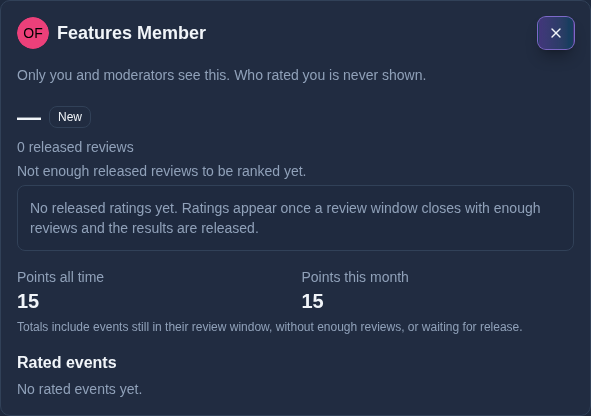 OF Features Member
Only you and moderators see this. Who rated you is never shown.
— New
0 released reviews
Not enough released reviews to be ranked yet.
No released ratings yet. Ratings appear once a review window closes with enough
reviews and the results are released.
Points all time Points this month
15 15
Totals include events still in their review window, without enough reviews, or waiting for release.
Rated events
No rated events yet.